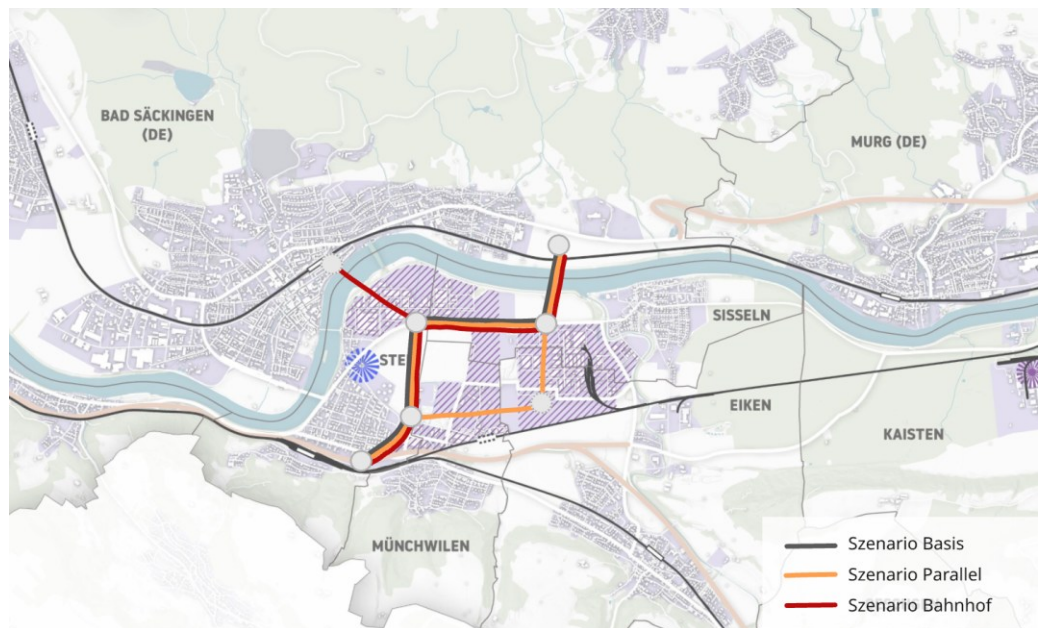 BAD SÄCKINGEN
(DE)
MURG (DE)
SISSELN
STE
EIKEN
KAISTEN
MÜNCHWILEN
Szenario Basis
Szenario Parallel
Szenario Bahnhof